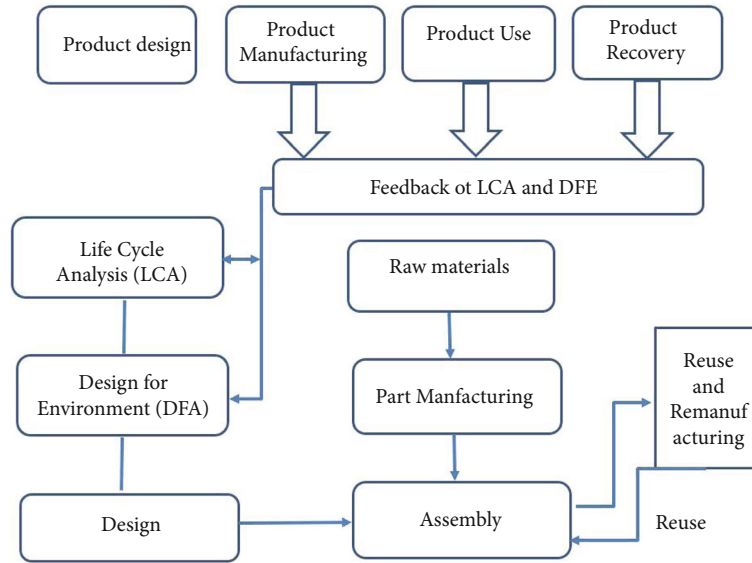 Product design
Product
Manufacturing
Product Use
Product
Recovery
Feedback ot LCA and DFE
Life Cycle
Analysis (LCA)
Raw materials
Design for
Environment (DFA)
Part Manfacturing
Reuse
and
Remanuf
acturing
Design
Assembly
Reuse